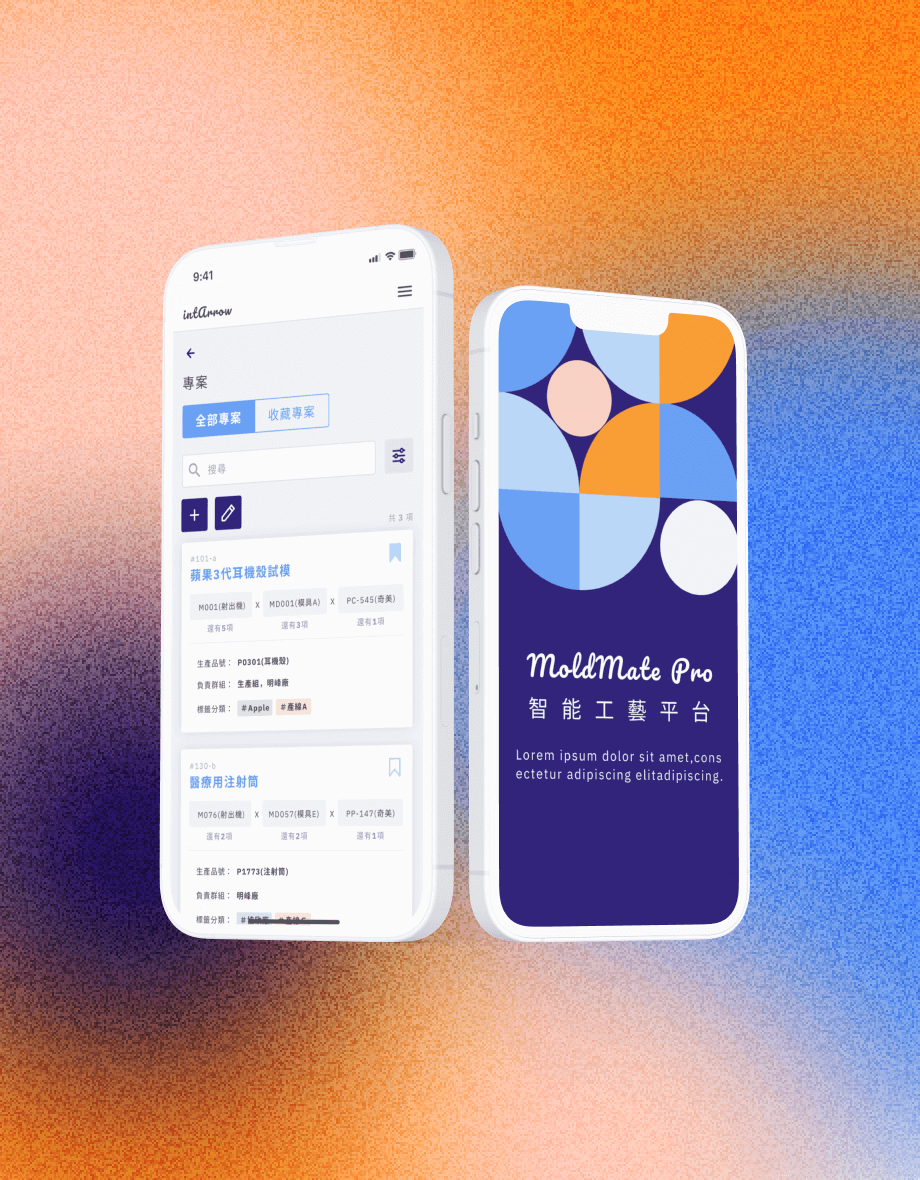 9:41
intArrow
專案
全部專案 收藏專案
搜尋
共 3 項
#101-a
蘋果3代耳機殼試模
M001(射出機) X MD001(模具A) X PC-545(奇美)
還有5項 還有3項 還有1項
生產品號： P0301(耳機殼)
負責群組： 生產組，明峰廠
標籤分類： #Apple #產線A
#130-b
醫療用注射筒
M076(射出機) X MD057(模具E) X PP-147(奇美)
還有2項 還有2項 還有1項
生產品號： P1773(注射筒)
負責群組： 明峰廠
標籤分類：
MoldMate Pro
智能工藝平台
Lorem ipsum dolor sit amet,cons
ectetur adipiscing elitadipiscing.